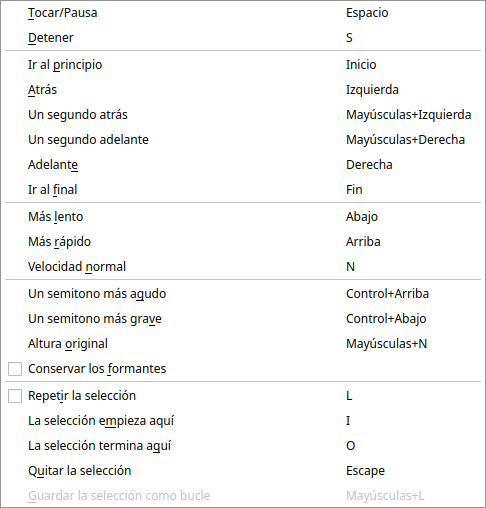 Tocar/Pausa Espacio
Detener S
Ir al principio Inicio
Atrás Izquierda
Un segundo atrás Mayúsculas+Izquierda
Un segundo adelante Mayúsculas+Derecha
Adelante Derecha
Ir al final Fin
Más lento Abajo
Más rápido Arriba
Velocidad normal N
Un semitono más agudo Control+Arriba
Un semitono más grave Control+Abajo
Altura original Mayúsculas+N
Conservar los formantes
Repetir la selección L
La selección empieza aquí I
La selección termina aquí O
Quitar la selección Escape
Guardar la selección como bucle Mayúsculas+L